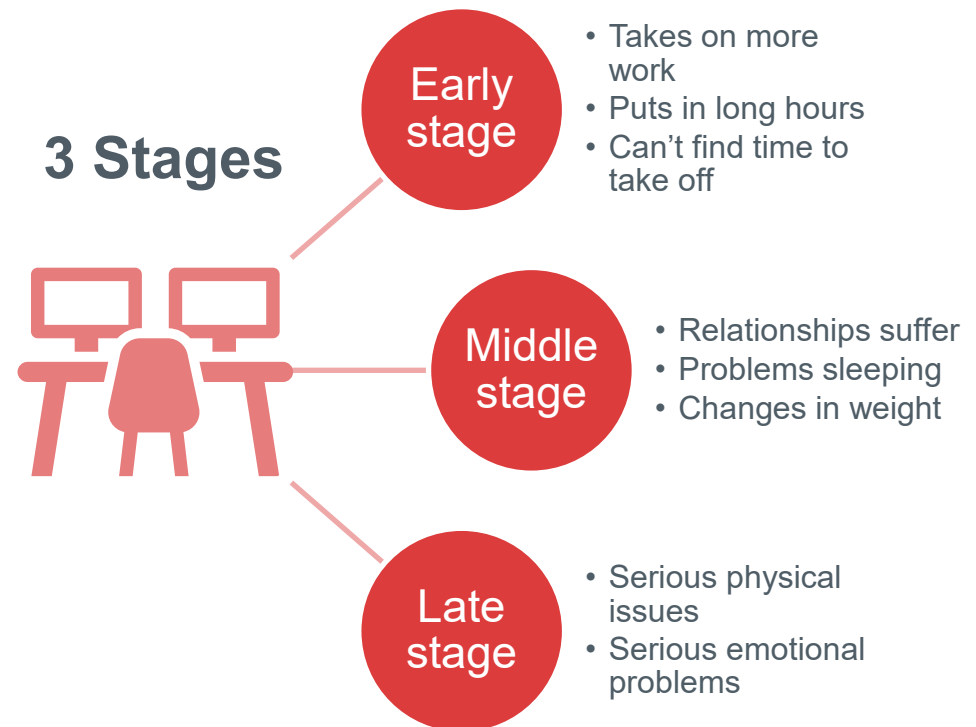 3 Stages
Early
stage
• Takes on more
work
• Puts in long hours
• Can’t find time to
take off
Middle
stage
• Relationships suffer
• Problems sleeping
• Changes in weight
Late
stage
• Serious physical
issues
• Serious emotional
problems